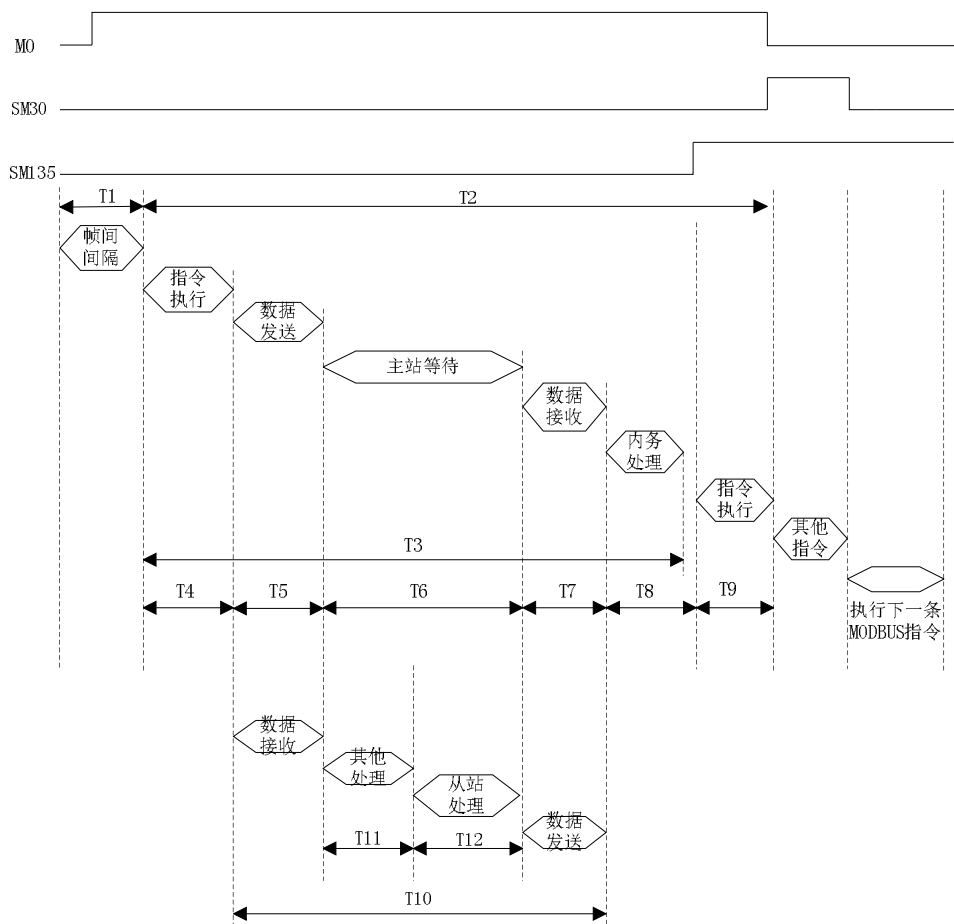 M0
SM30
SM135
T1
T2
帧间
间隔
指令
执行
数据
发送
主站等待
数据
接收
内务
处理
指令
执行
其他
指令
T3
T4
T5
T6
T7
T8
T9
执行下一条
MODBUS指令
数据
接收
其他
处理
从站
处理
数据
发送
T11
T12
T10